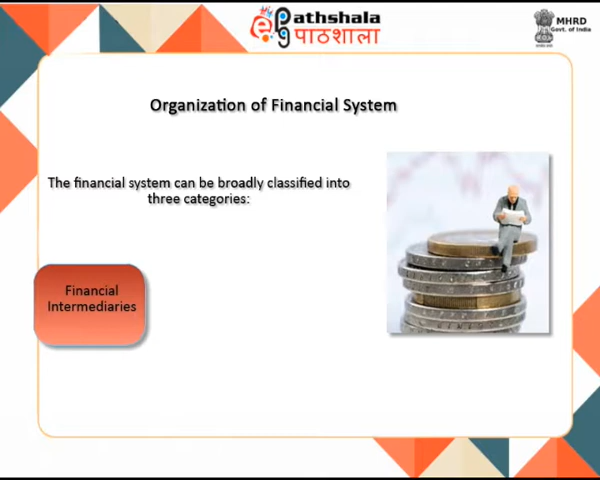 ePathshala
पाठशाला
MHRD
Govt. of India
Organization of Financial System
The financial system can be broadly classified into
three categories:
Financial
Intermediaries